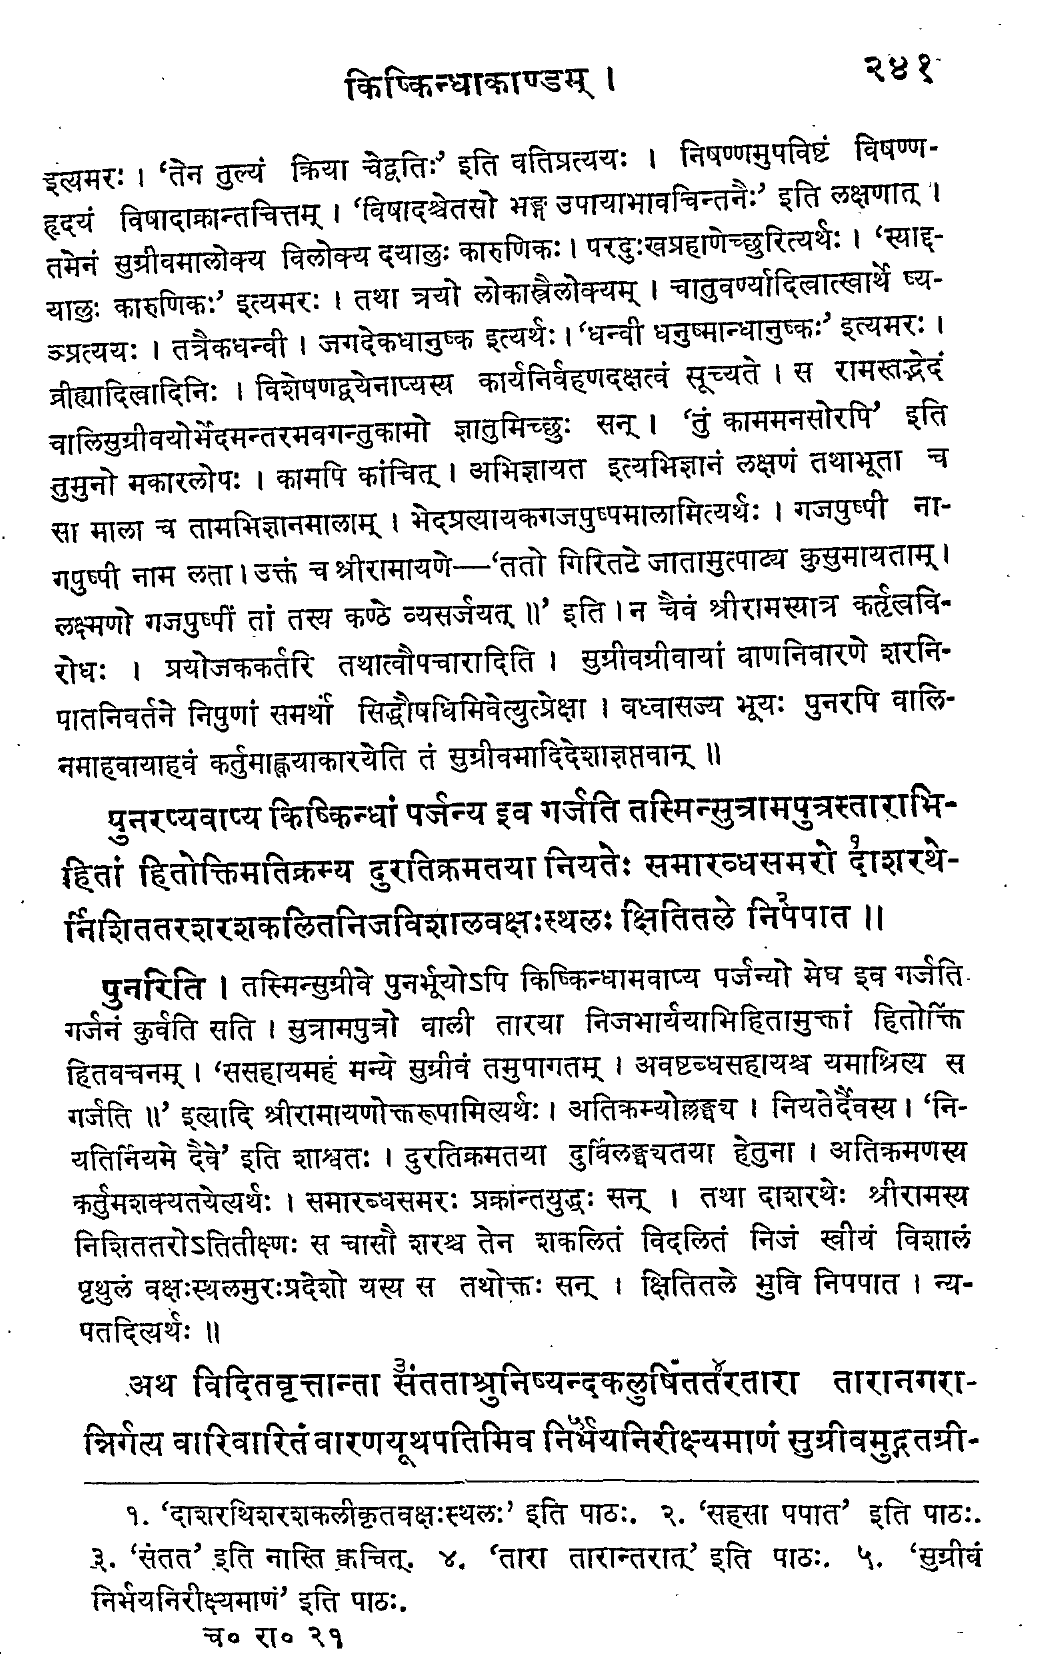 किष्किन्धाकाण्डम् ।
२४१
इत्यमरः । ‘तेन तुल्यं क्रिया चेद्वतिः’ इति वतिप्रत्ययः । निषण्णमुपविष्टं विषण्ण-
हृदयं विषादाक्रान्तचित्तम् । ‘विषादश्चेतसो भङ्ग उपायाभावचिन्तनैः’ इति लक्षणात् ।
तमेनं सुग्रीवमालोक्य विलोक्य दयालुः कारुणिकः । परदुःखप्रहाणेच्छुरित्यर्थः । ‘स्याद्द-
यालुः कारुणिकः’ इत्यमरः । तथा त्रयो लोकास्त्रैलोक्यम् । चातुवर्ण्यादित्वात्स्वार्थे ष्य-
ञ्प्रत्ययः । तत्रैकधन्वी । जगदेकधानुष्क इत्यर्थः । ‘धन्वी धनुष्मान्धानुष्कः’ इत्यमरः ।
व्रीह्यादित्वादिनिः । विशेषणद्वयेनाप्यस्य कार्यनिर्वहणदक्षत्वं सूच्यते । स रामस्तद्भेदं
वालिसुग्रीवयोर्भेदमन्तरमवगन्तुकामो ज्ञातुमिच्छुः सन् । ‘तुं काममनसोरपि’ इति
तुमुनो मकारलोपः । कामपि कांचित् । अभिज्ञायत इत्यभिज्ञानं लक्षणं तथाभूता च
सा माला च तामभिज्ञानमालाम् । भेदप्रत्यायकगजपुष्पमालामित्यर्थः । गजपुष्पी ना-
गपुष्पी नाम लता । उक्तं च श्रीरामायणे—‘ततो गिरितटे जातामुत्पाट्य कुसुमायताम् ।
लक्ष्मणो गजपुष्पीं तां तस्य कण्ठे व्यसर्जयत् ॥’ इति । न चैवं श्रीरामस्यात्र कर्तृत्ववि-
रोधः । प्रयोजककर्तरि तथात्वौपचारादिति । सुग्रीवग्रीवायां बाणनिवारणे शरनि-
पातनिवर्तने निपुणां समर्थां सिद्धौषधिमिवेत्युत्प्रेक्षा । बध्वासज्य भूयः पुनरपि वालि-
नमाहवायाहवं कर्तुमाह्वयाकारयेति तं सुग्रीवमादिदेशाज्ञप्तवान् ॥
पुनरप्यवाप्य किष्किन्धां पर्जन्य इव गर्जति तस्मिन्सुत्रामपुत्रस्ताराभि-
हितां हितोक्तिमतिक्रम्य दुरतिक्रमतया नियतेः समारब्धसमरो दा१शरथे-
र्निशिततरशरशकलितनिजविशालवक्षःस्थलः क्षितितले निप२पात ॥
पुनरिति । तस्मिन्सुग्रीवे पुनर्भूयोऽपि किष्किन्धामवाप्य पर्जन्यो मेघ इव गर्जति
गर्जनं कुर्वति सति । सुत्रामपुत्रो वाली तारया निजभार्ययाभिहितामुक्तां हितोक्तिं
हितवचनम् । ‘ससहायमहं मन्ये सुग्रीवं तमुपागतम् । अवष्टब्धसहायश्च यमाश्रित्य स
गर्जति ॥’ इत्यादि श्रीरामायणोक्तरूपामित्यर्थः । अतिक्रम्योल्लङ्घ्य । नियतेर्दैवस्य । ‘नि-
यतिर्नियमे दैवे’ इति शाश्वतः । दुरतिक्रमतया दुर्विलङ्घ्यतया हेतुना । अतिक्रमणस्य
कर्तुमशक्यतयेत्यर्थः । समारब्धसमरः प्रक्रान्तयुद्धः सन् । तथा दाशरथेः श्रीरामस्य
निशिततरोऽतितीक्ष्णः स चासौ शरश्च तेन शकलितं विदलितं निजं स्वीयं विशालं
पृथुलं वक्षःस्थलमुरःप्रदेशो यस्य स तथोक्तः सन् । क्षितितले भुवि निपपात । न्य-
पतदित्यर्थः ॥
अथ विदितवृत्तान्ता सं३तताश्रुनिष्यन्दकलुषिततर४तारा तारानगरा-
न्निर्गत्य वारिवारितं वारणयूथपतिमिव निर्भ५यनिरीक्ष्यमाणं सुग्रीवमुद्गतग्री-
१. ‘दाशरथिशरशकलीकृतवक्षःस्थलः’ इति पाठः. २. ‘सहसा पपात’ इति पाठः.
३. ‘संतत’ इति नास्ति क्वचित्. ४. ‘तारा तारान्तरात्’ इति पाठः. ५. ‘सुग्रीवं
निर्भयनिरीक्ष्यमाणं’ इति पाठः.
च० रा० २१